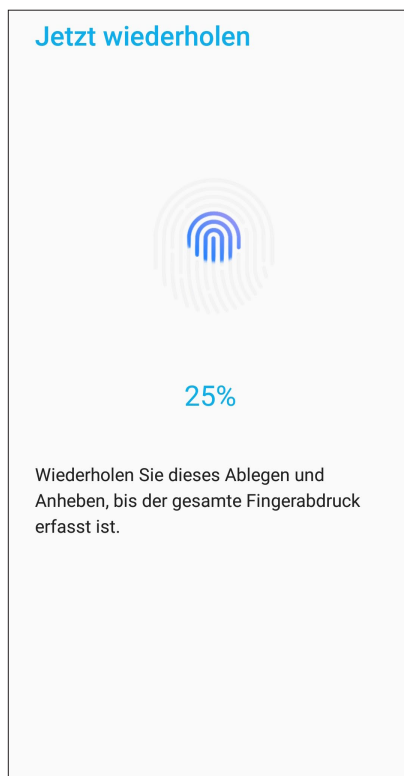 Jetzt wiederholen
25%
Wiederholen Sie dieses Ablegen und
Anheben, bis der gesamte Fingerabdruck
erfasst ist.